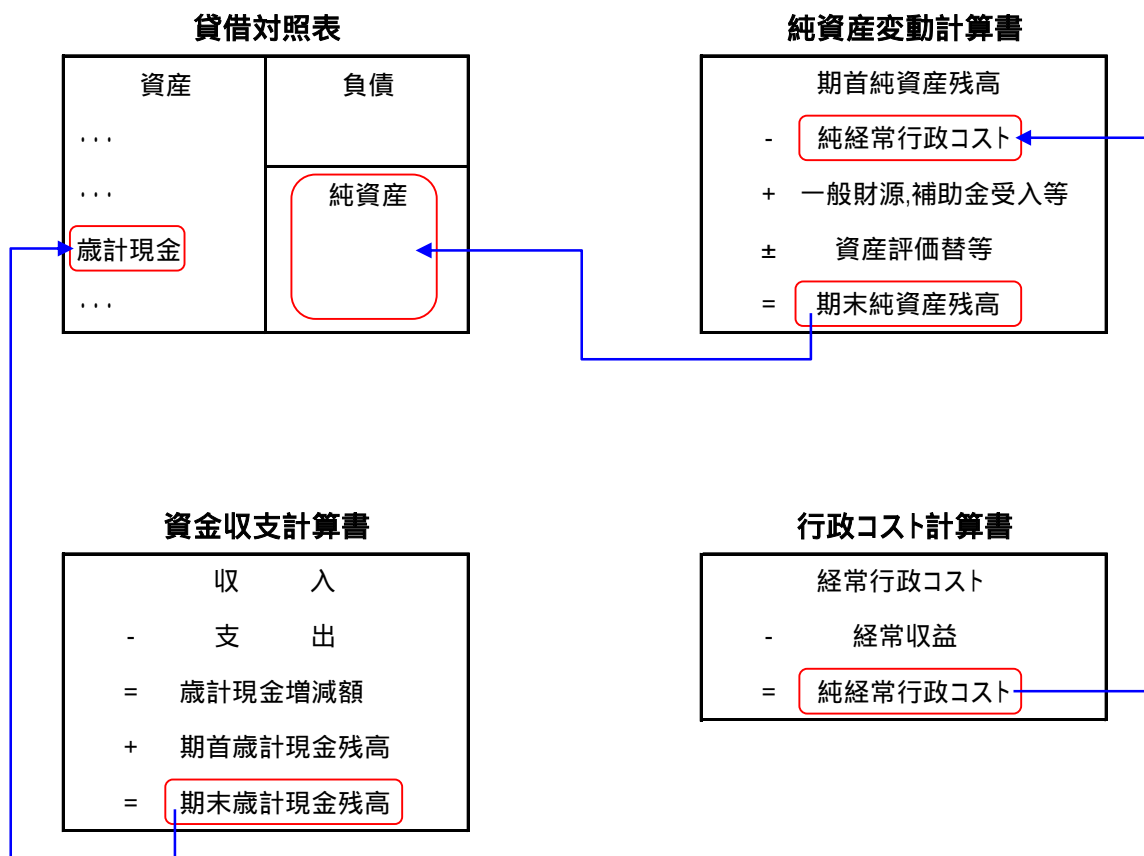 貸借対照表
資産
負債
･･･
･･･
純資産
歳計現金
･･･
純資産変動計算書
期首純資産残高
- 純経常行政コスト
+ 一般財源,補助金受入等
± 資産評価替等
= 期末純資産残高
資金収支計算書
収 入
- 支 出
= 歳計現金増減額
+ 期首歳計現金残高
= 期末歳計現金残高
行政コスト計算書
経常行政コスト
- 経常収益
= 純経常行政コスト